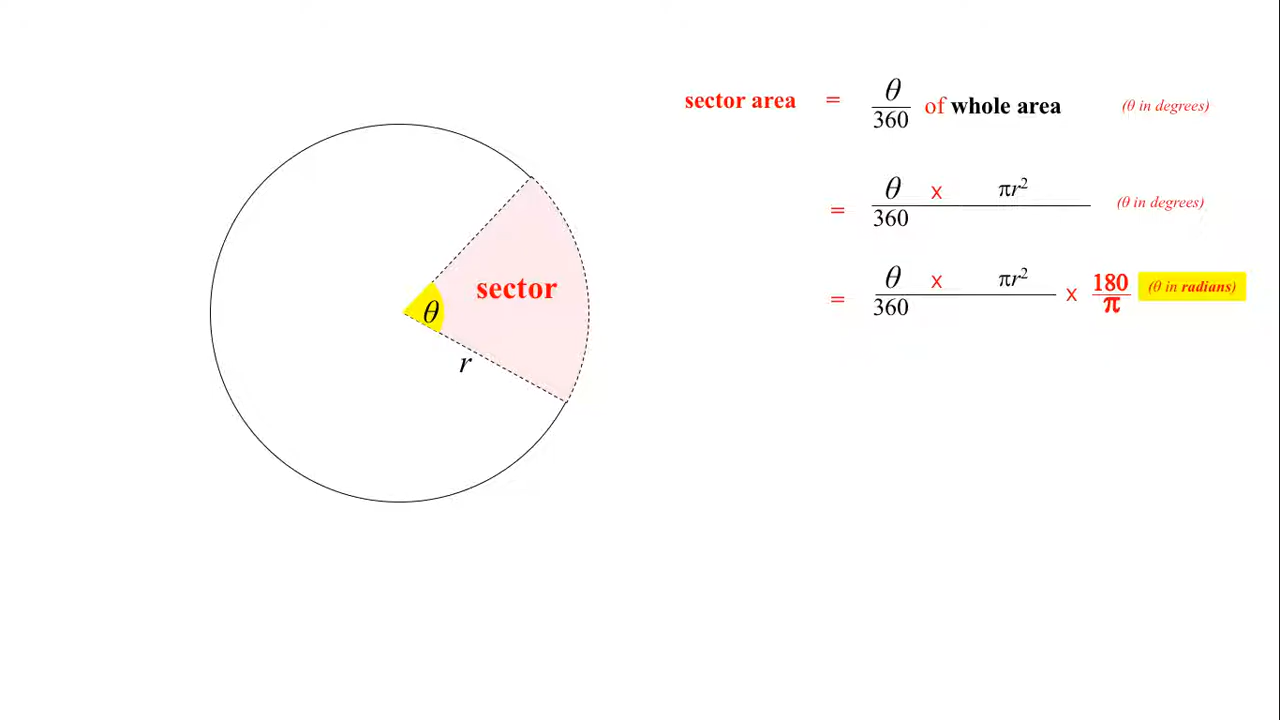 sector area = θ/360 of whole area (θ in degrees)
= θ x πr² / 360 (θ in degrees)
= θ x πr² / 360 x 180/π (θ in radians)
sector
θ
r